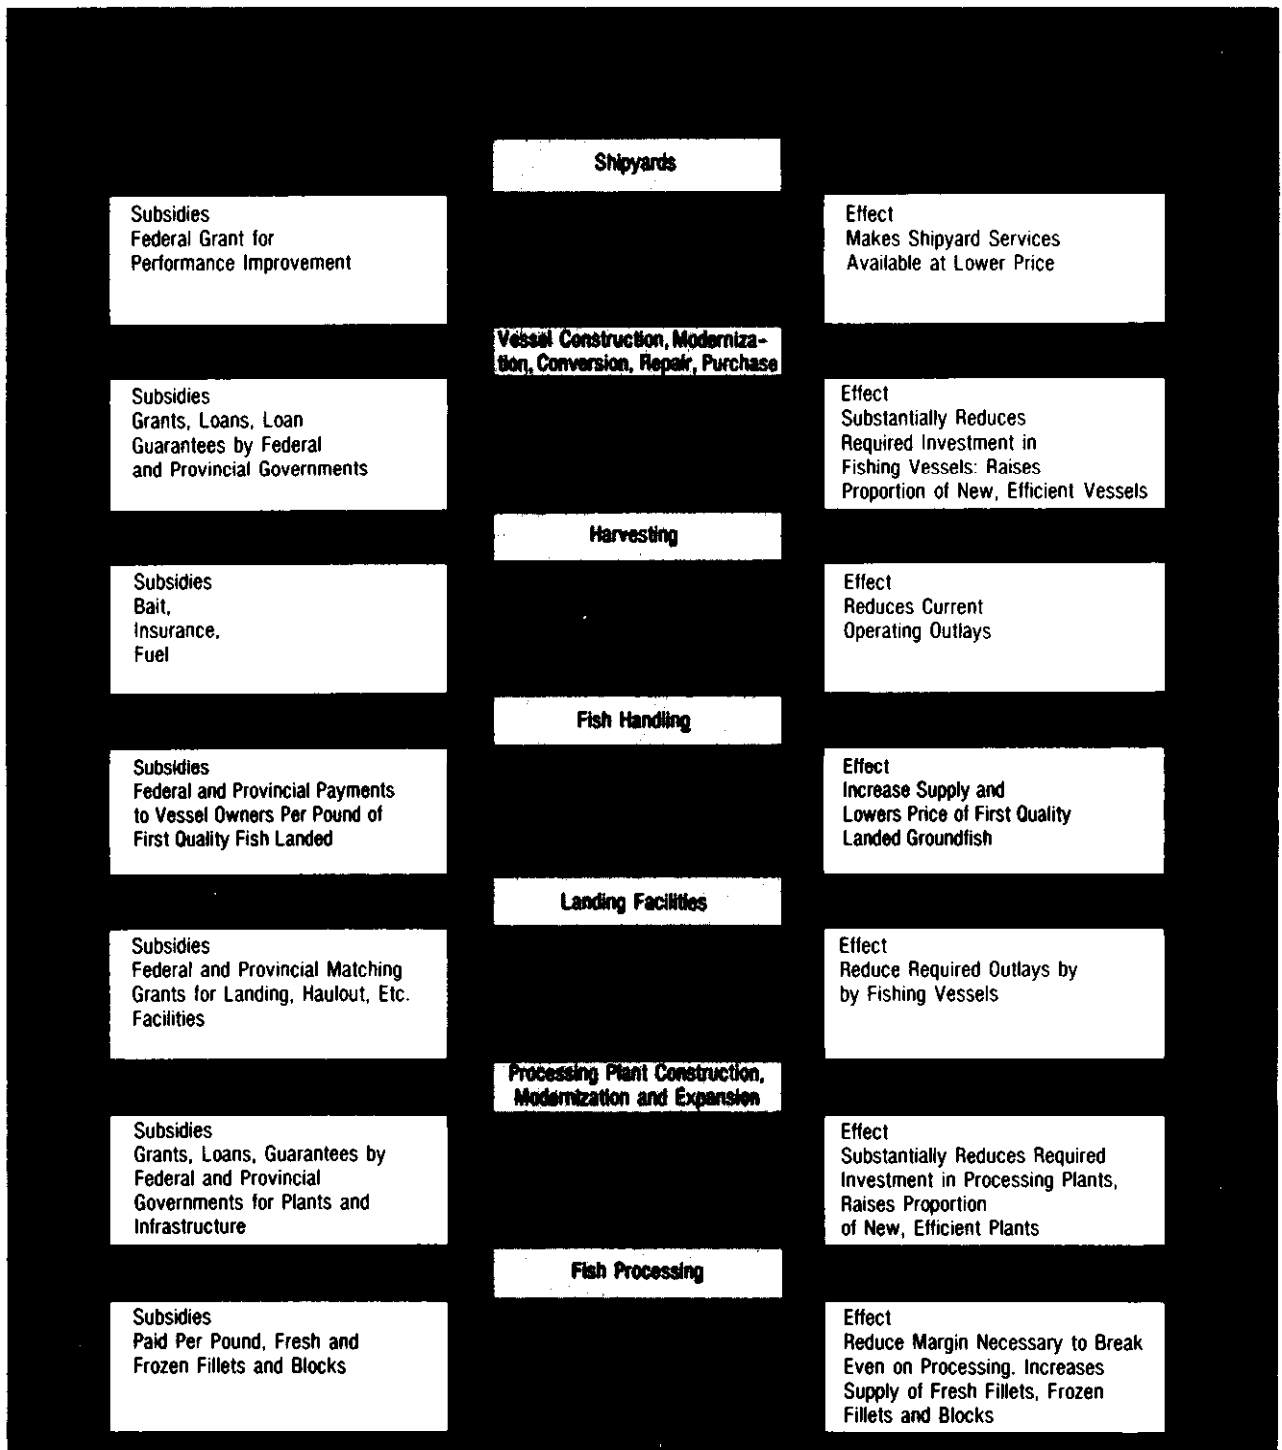 Shipyards
Subsidies
Federal Grant for
Performance Improvement
Effect
Makes Shipyard Services
Available at Lower Price
Vessel Construction, Moderniza-
tion, Conversion, Repair, Purchase
Subsidies
Grants, Loans, Loan
Guarantees by Federal
and Provincial Governments
Effect
Substantially Reduces
Required Investment in
Fishing Vessels: Raises
Proportion of New, Efficient Vessels
Harvesting
Subsidies
Bait,
Insurance,
Fuel
Effect
Reduces Current
Operating Outlays
Fish Handling
Subsidies
Federal and Provincial Payments
to Vessel Owners Per Pound of
First Quality Fish Landed
Effect
Increase Supply and
Lowers Price of First Quality
Landed Groundfish
Landing Facilities
Subsidies
Federal and Provincial Matching
Grants for Landing, Haulout, Etc.
Facilities
Effect
Reduce Required Outlays by
by Fishing Vessels
Processing Plant Construction,
Modernization and Expansion
Subsidies
Grants, Loans, Guarantees by
Federal and Provincial
Governments for Plants and
Infrastructure
Effect
Substantially Reduces Required
Investment in Processing Plants,
Raises Proportion
of New, Efficient Plants
Fish Processing
Subsidies
Paid Per Pound, Fresh and
Frozen Fillets and Blocks
Effect
Reduce Margin Necessary to Break
Even on Processing. Increases
Supply of Fresh Fillets, Frozen
Fillets and Blocks